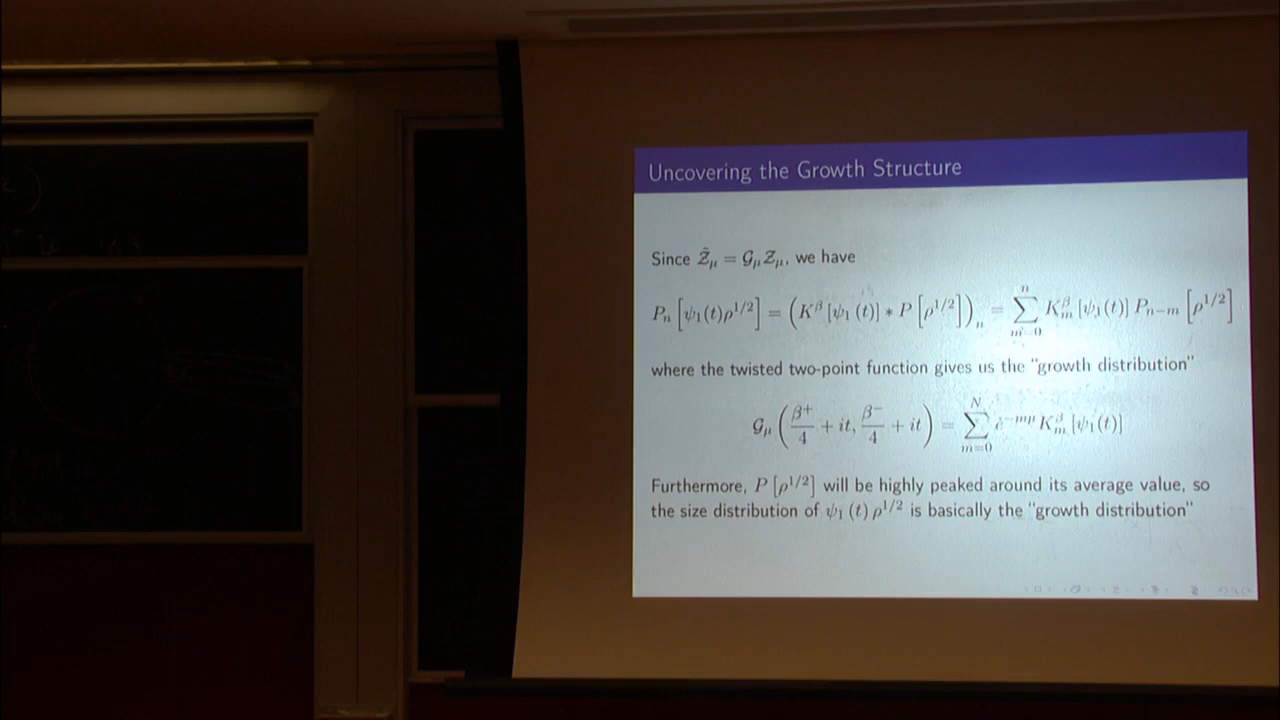 Uncovering the Growth Structure
Since $\tilde{\mathcal{Z}}_\mu = \mathcal{G}_\mu \mathcal{Z}_\mu$, we have
$P_n\left[\psi_1(t)\rho^{1/2}\right] = \left(K^\beta\left[\psi_1(t)\right] * P\left[\rho^{1/2}\right]\right)_n = \sum_{m=0}^{n} K_m^\beta\left[\psi_1(t)\right] P_{n-m}\left[\rho^{1/2}\right]$
where the twisted two-point function gives us the "growth distribution"
$\mathcal{G}_\mu\left(\frac{\beta^+}{4} + it, \frac{\beta^-}{4} + it\right) = \sum_{m=0}^{N} e^{-m\mu} K_m^\beta\left[\psi_1(t)\right]$
Furthermore, $P\left[\rho^{1/2}\right]$ will be highly peaked around its average value, so
the size distribution of $\psi_1(t)\rho^{1/2}$ is basically the "growth distribution"